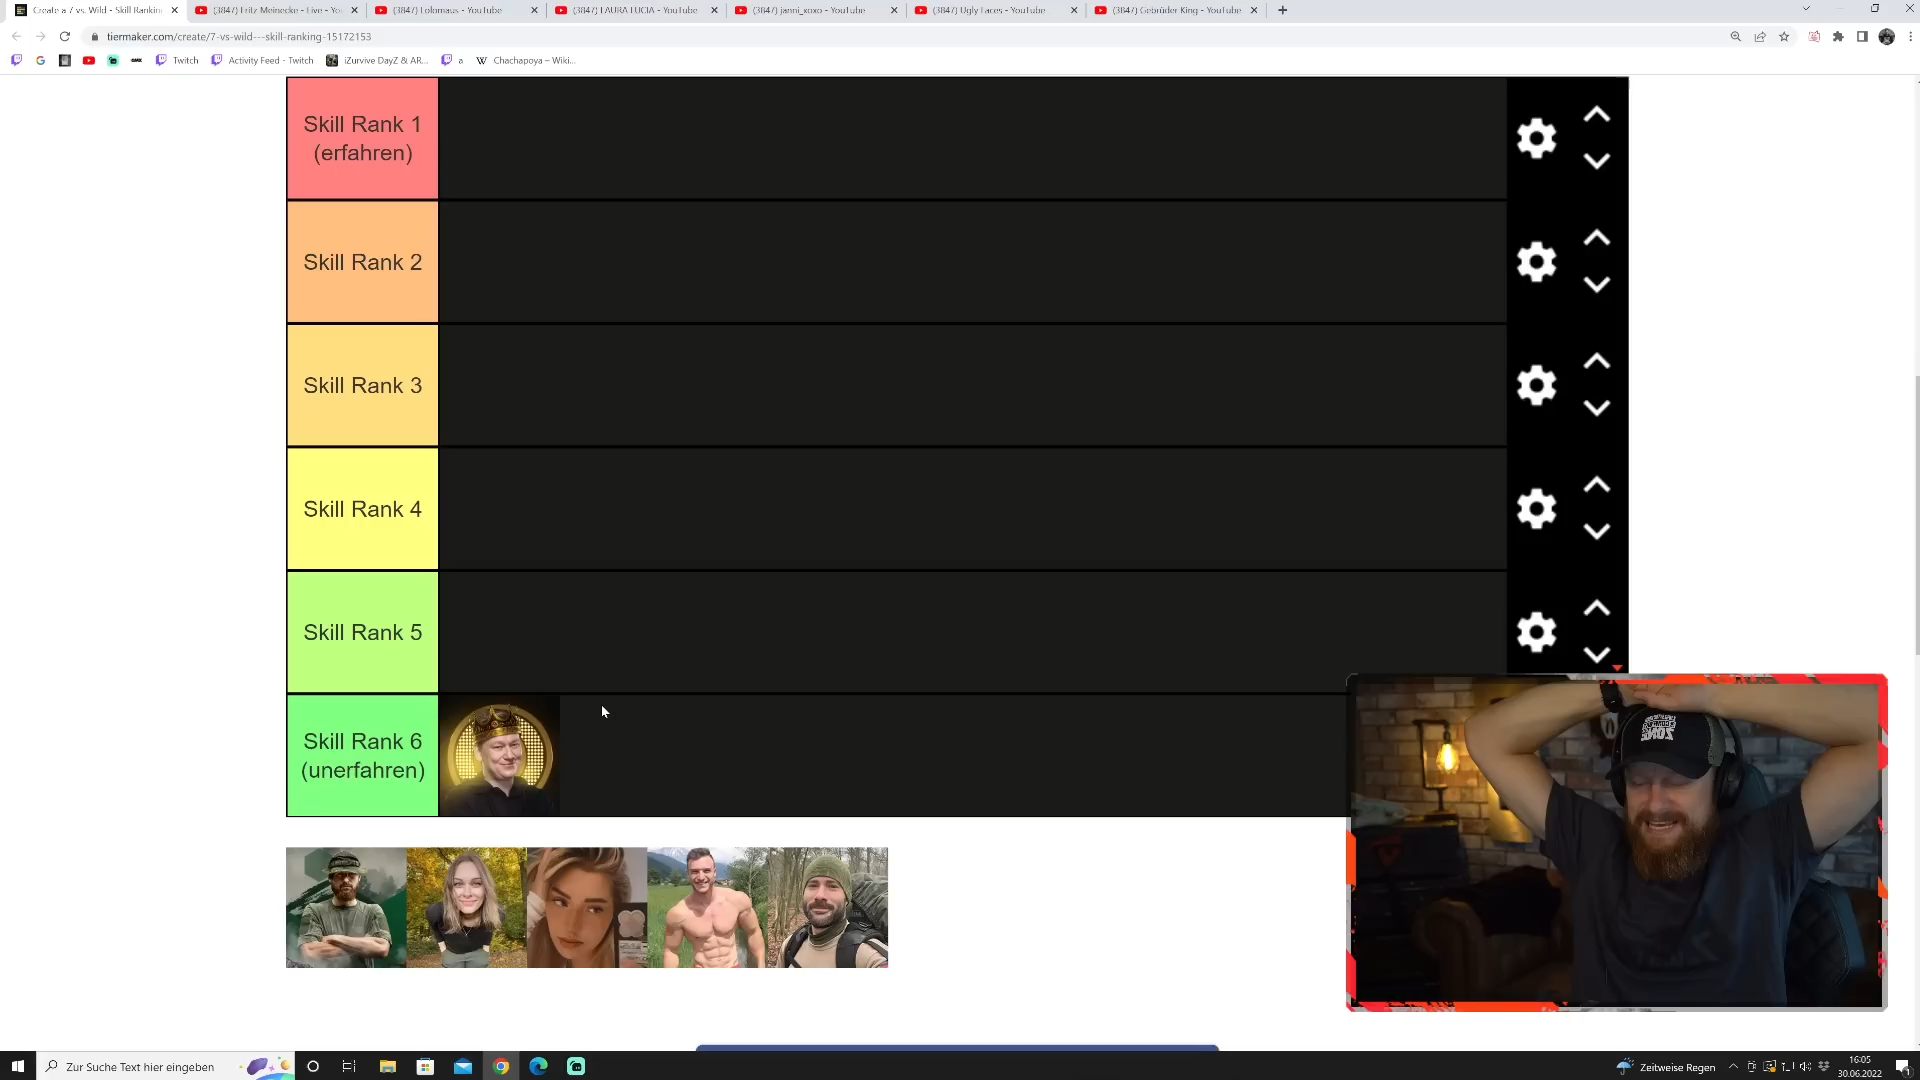 Create a 7 vs. Wild - Skill Ranking
(3847) Fritz Meinecke - Live - Yo
(3847) Lolomaus - YouTube
(3847) LAURA LUCIA - YouTube
(3847) janni_xoxo - YouTube
(3847) Ugly Faces - YouTube
(3847) Gebrüder King - YouTube
tiermaker.com/create/7-vs-wild---skill-ranking-15172153
Twitch
Activity Feed - Twitch
iZurvive DayZ & AR...
a
Chachapoya – Wiki...
Skill Rank 1
(erfahren)
Skill Rank 2
Skill Rank 3
Skill Rank 4
Skill Rank 5
Skill Rank 6
(unerfahren)
Zur Suche Text hier eingeben
Zeitweise Regen
16:05
30.06.2022